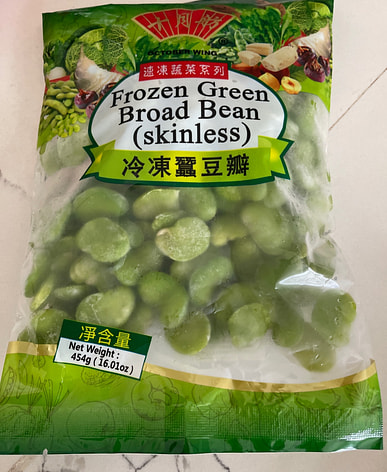 十月舫
OCTOBER WING
速凍蔬菜系列
Frozen Green
Broad Bean
(skinless)
冷凍蠶豆瓣
淨含量
Net Weight :
454g ( 16.01oz )